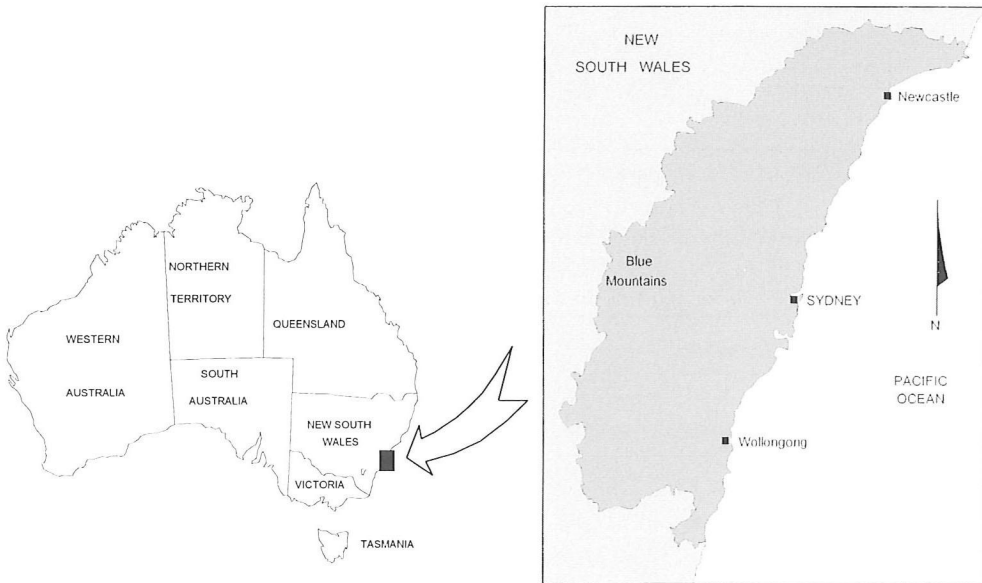 NORTHERN
TERRITORY
QUEENSLAND
WESTERN
AUSTRALIA
SOUTH
AUSTRALIA
NEW SOUTH
WALES
VICTORIA
TASMANIA
NEW
SOUTH WALES
Newcastle
Blue
Mountains
SYDNEY
N
PACIFIC
OCEAN
Wollongong